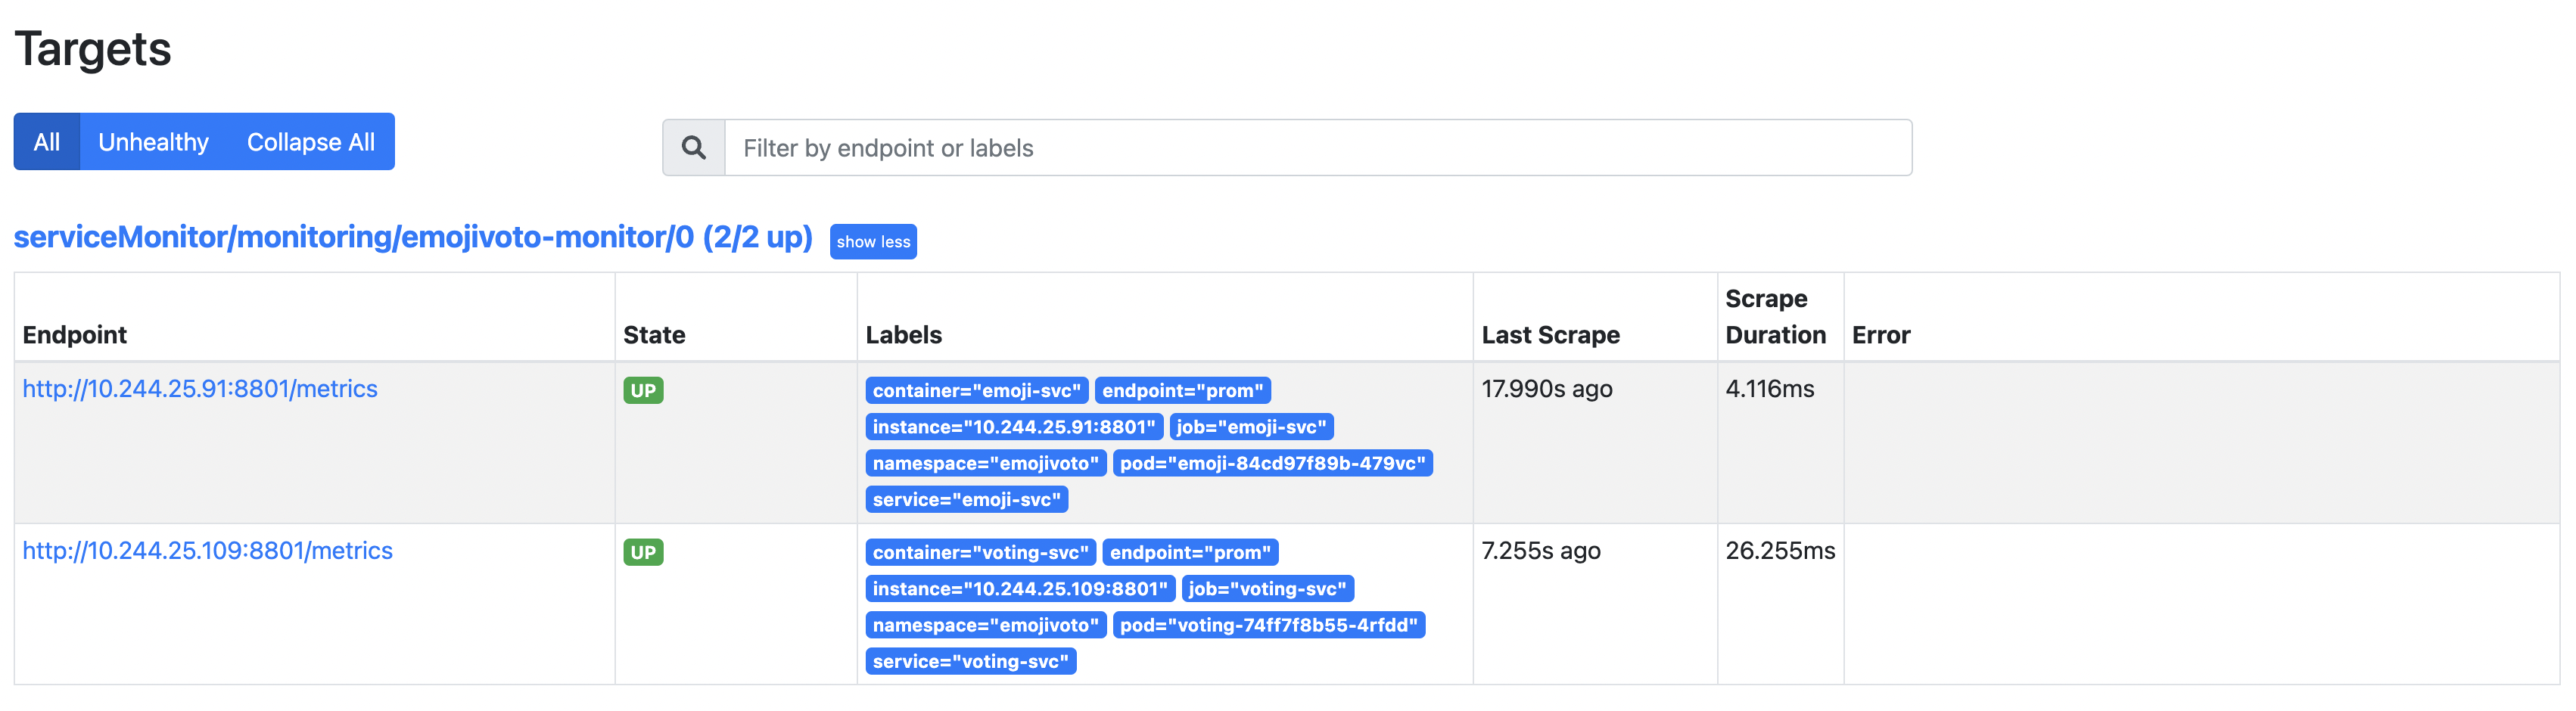 Targets
All Unhealthy Collapse All
Filter by endpoint or labels
serviceMonitor/monitoring/emojivoto-monitor/0 (2/2 up) show less
Endpoint State Labels Last Scrape Scrape Duration Error
http://10.244.25.91:8801/metrics UP container="emoji-svc" endpoint="prom" 17.990s ago 4.116ms
instance="10.244.25.91:8801" job="emoji-svc"
namespace="emojivoto" pod="emoji-84cd97f89b-479vc"
service="emoji-svc"
http://10.244.25.109:8801/metrics UP container="voting-svc" endpoint="prom" 7.255s ago 26.255ms
instance="10.244.25.109:8801" job="voting-svc"
namespace="emojivoto" pod="voting-74ff7f8b55-4rfdd"
service="voting-svc"